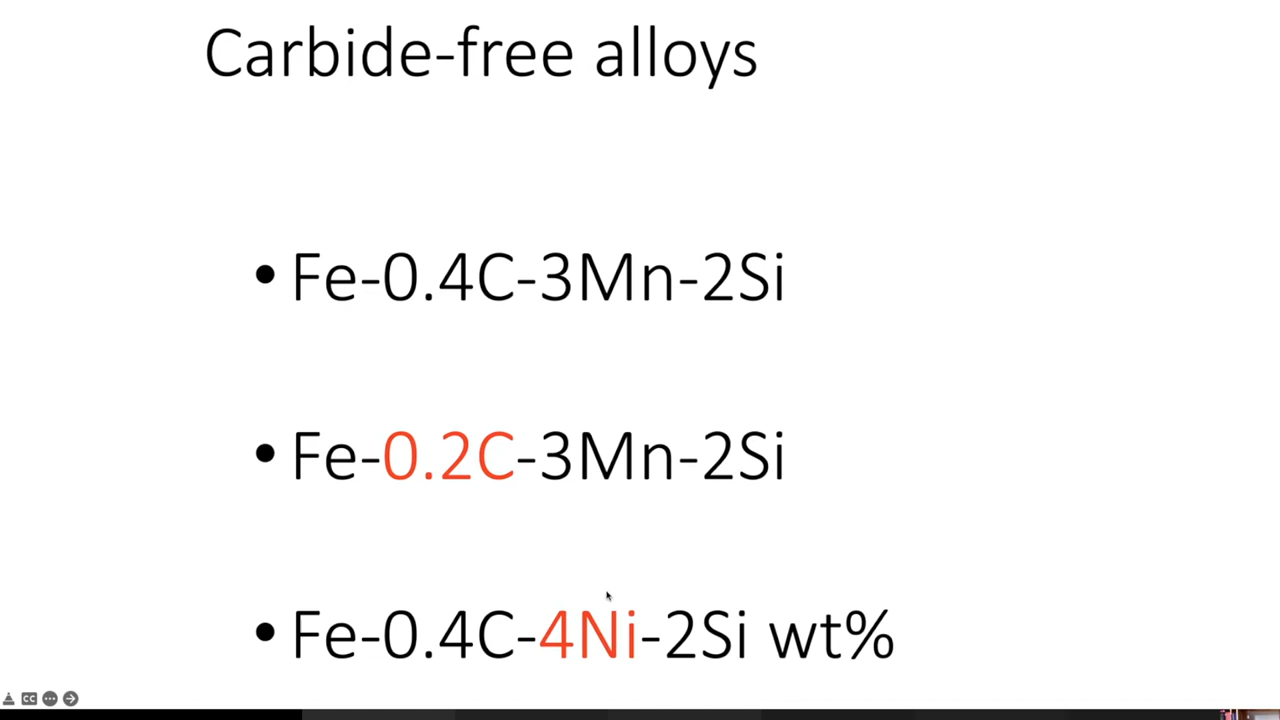 Carbide-free alloys
• Fe-0.4C-3Mn-2Si
• Fe-0.2C-3Mn-2Si
• Fe-0.4C-4Ni-2Si wt%
CC